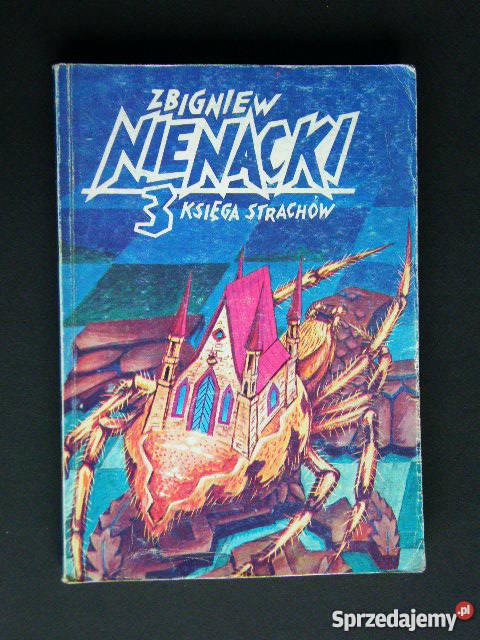 ZBIGNIEW
NIENACKI
3 KSIĘGA STRACHÓW
Sprzedajemy.pl